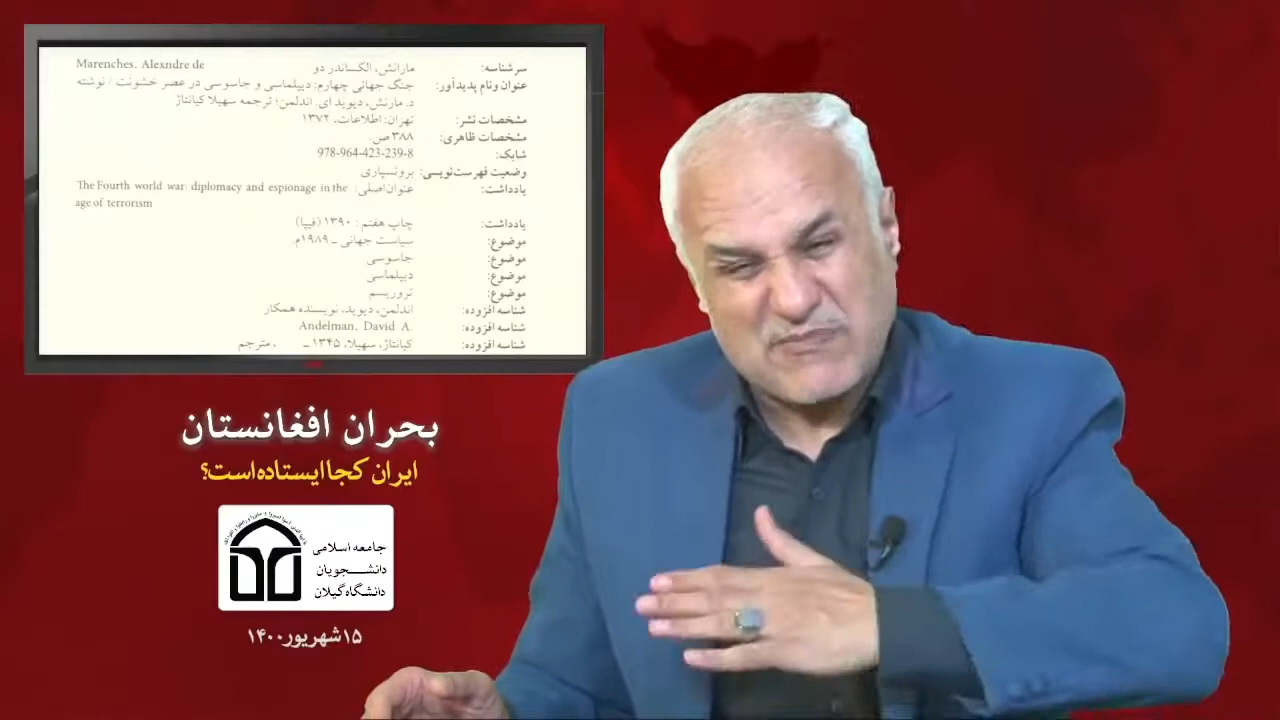 سرشناسه: مارانش، الکساندر دو Marenches. Alexndre de
عنوان ونام پدیدآور: جنگ جهانی چهارم: دیپلماسی و جاسوسی در عصر خشونت / نوشته
د. مارنش، دیوید ای. اندلمن؛ ترجمه سهیلا کیانتاژ
مشخصات نشر: تهران: اطلاعات، ۱۳۷۲
مشخصات ظاهری: ۳۸۸ص.
شابک: 978-964-423-239-8
وضعیت فهرست‌نویسی: برونسپاری
یادداشت: عنوان‌اصلی: The Fourth world war: diplomacy and espionage in the
age of terrorism
یادداشت: چاپ هفتم: ۱۳۹۰ (فیپا)
موضوع: سیاست جهانی ـ ۱۹۸۹م.
موضوع: جاسوسی
موضوع: دیپلماسی
موضوع: تروریسم
شناسه افزوده: اندلمن، دیوید، نویسنده همکار
شناسه افزوده: Andelman, David A.
شناسه افزوده: کیانتاژ، سهیلا، ۱۳۴۵ ـ ، مترجم
بحران افغانستان
ایران کجا ایستاده است؟
جامعه اسلامی
دانشجویان
دانشگاه گیلان
۱۵شهریور۱۴۰۰